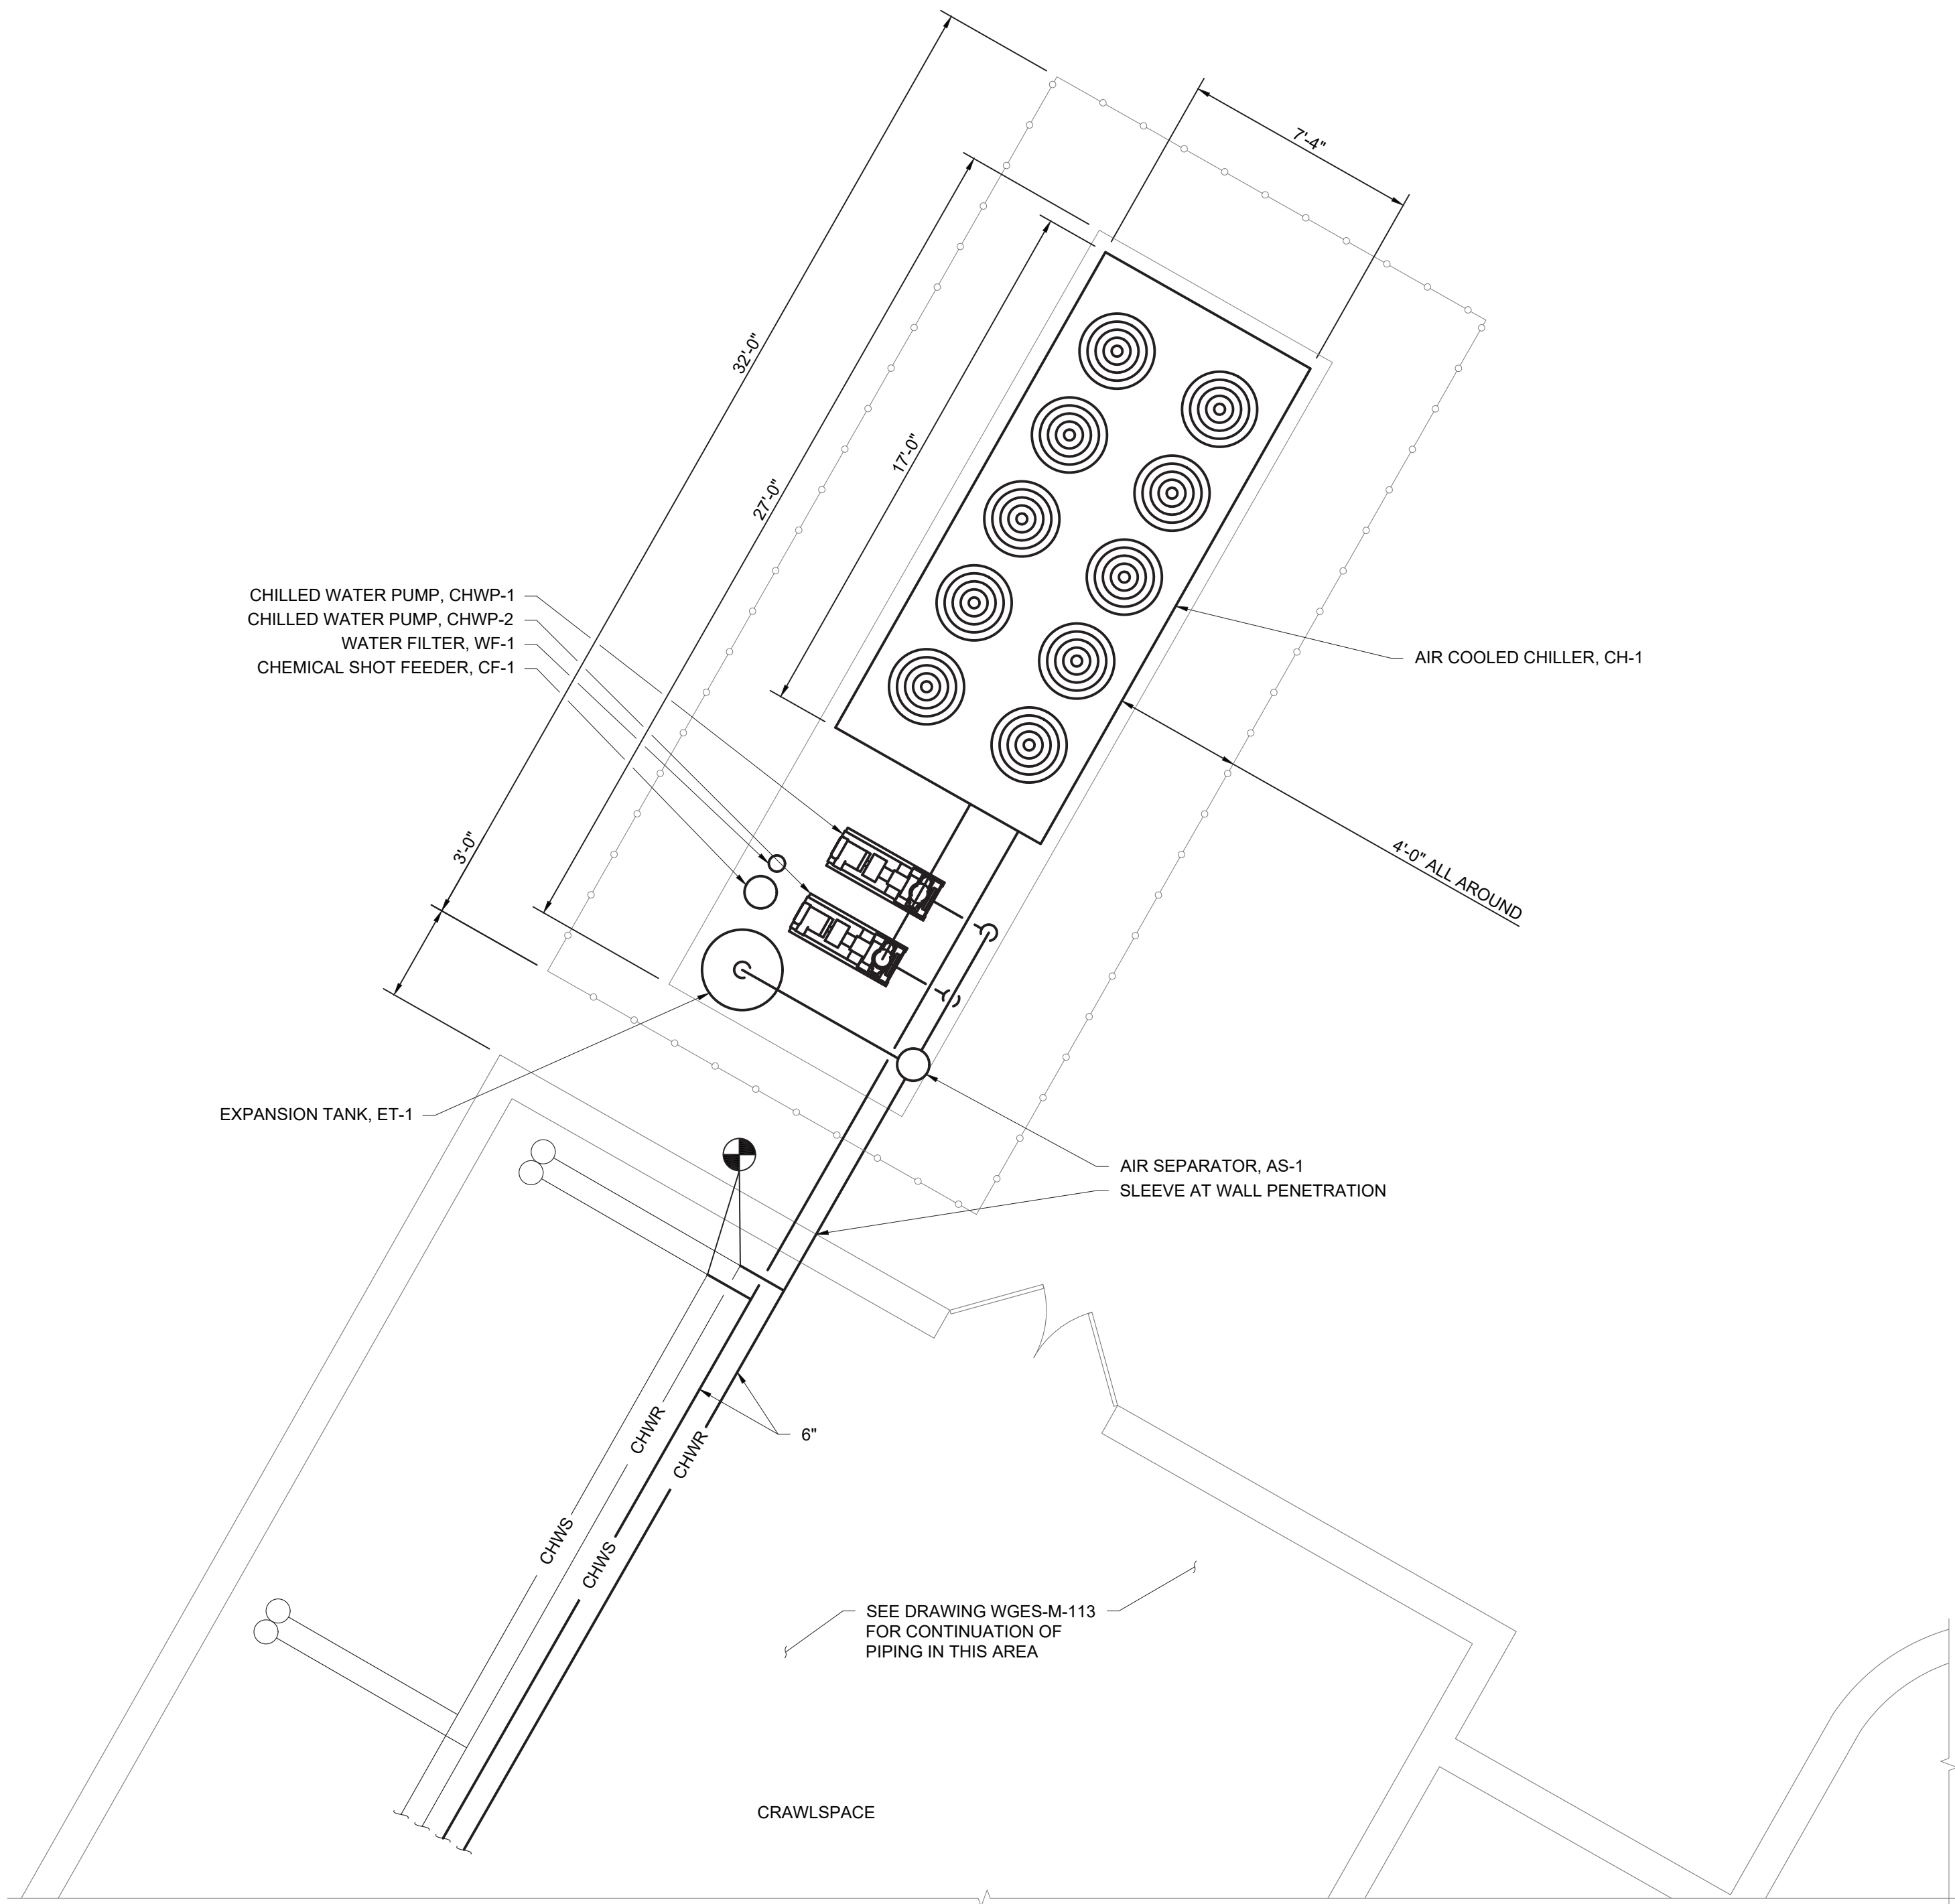 7'-4"
32'-0"
17'-0"
27'-0"
CHILLED WATER PUMP, CHWP-1
CHILLED WATER PUMP, CHWP-2
WATER FILTER, WF-1
CHEMICAL SHOT FEEDER, CF-1
AIR COOLED CHILLER, CH-1
3'-0"
4'-0" ALL AROUND
EXPANSION TANK, ET-1
AIR SEPARATOR, AS-1
SLEEVE AT WALL PENETRATION
CHWR
CHWR
6"
CHWS
CHWS
SEE DRAWING WGES-M-113
FOR CONTINUATION OF
PIPING IN THIS AREA
CRAWLSPACE